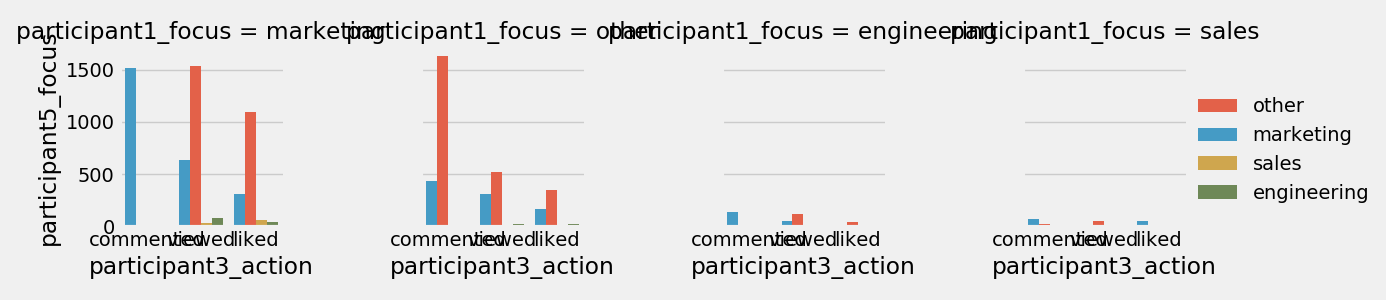 participant1_focus = marketing
participant1_focus = other
participant1_focus = engineering
participant1_focus = sales
participant5_focus
1500
1000
500
0
commented viewed liked
commented viewed liked
commented viewed liked
commented viewed liked
participant3_action
participant3_action
participant3_action
participant3_action
other
marketing
sales
engineering